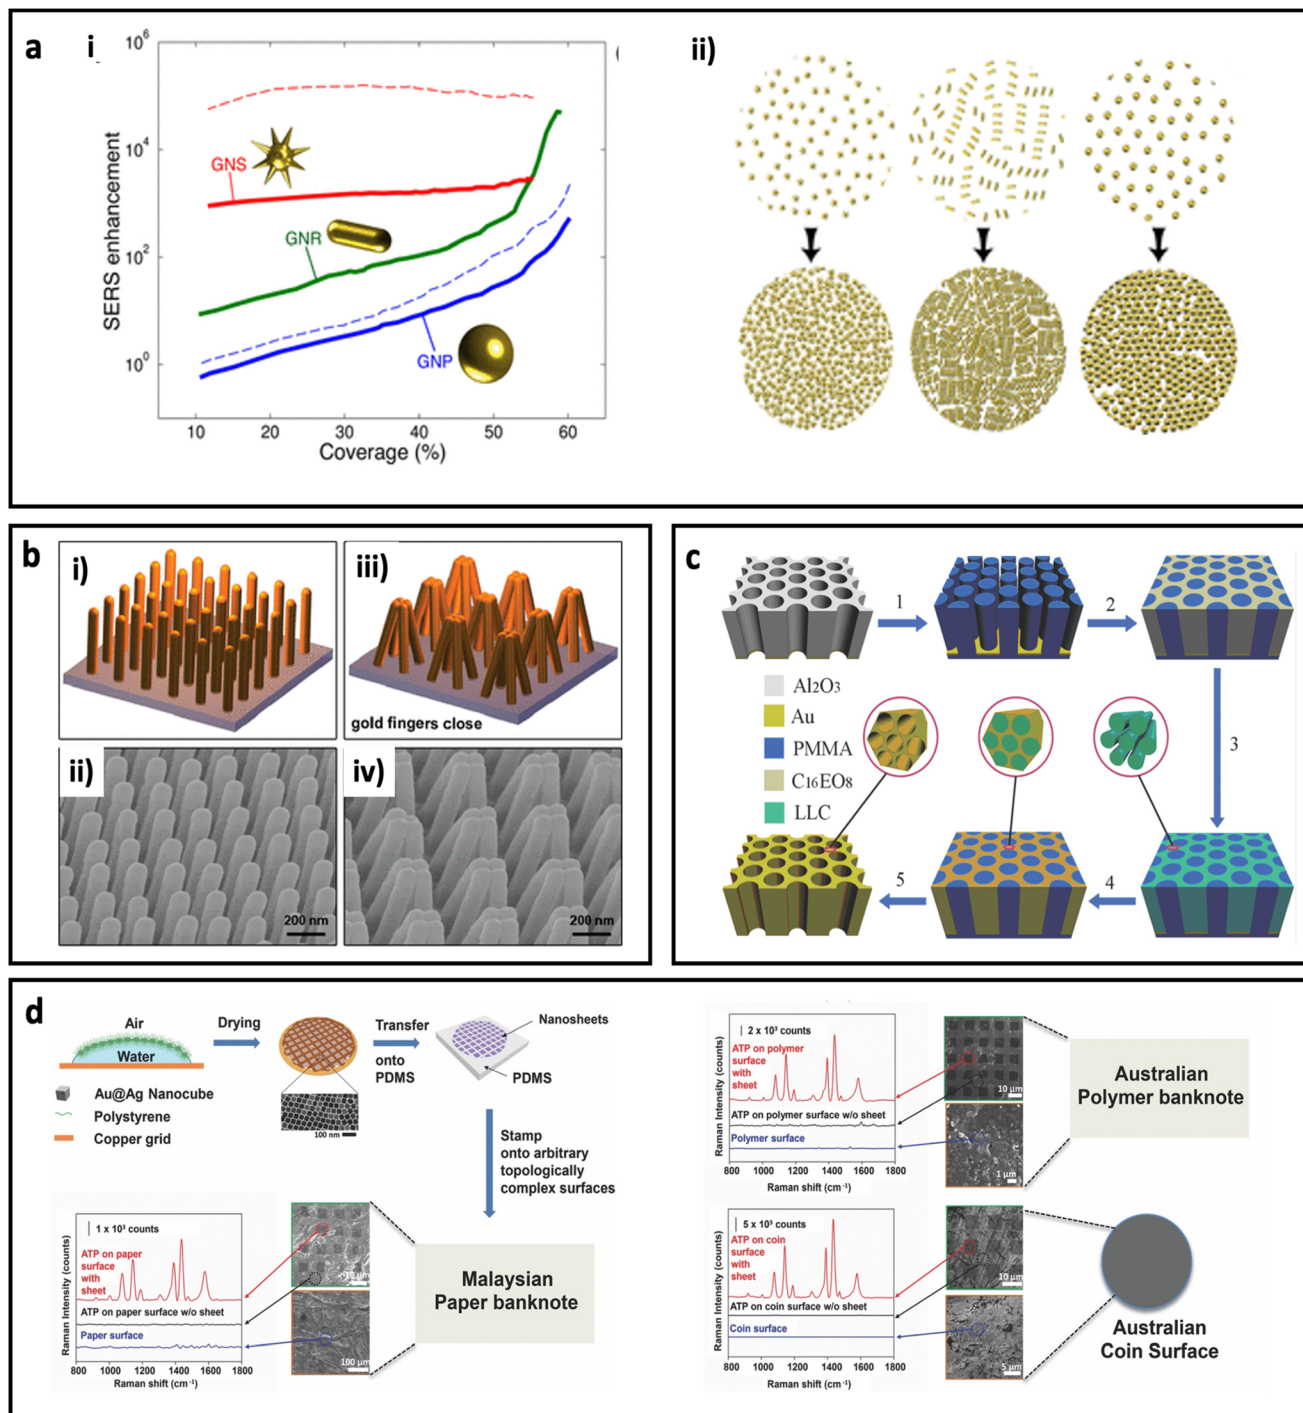 a
i
ii)
10⁶
10⁴
10²
10⁰
SERS enhancement
GNS
GNR
GNP
10 20 30 40 50 60
Coverage (%)
b
i)
iii)
gold fingers close
ii)
iv)
200 nm
200 nm
c
1
2
3
4
5
Al₂O₃
Au
PMMA
C₁₆EO₈
LLC
d
Air
Water
Drying
Transfer
onto
PDMS
Nanosheets
PDMS
Au@Ag Nanocube
Polystyrene
Copper grid
100 nm
Stamp
onto arbitrary
topologically
complex surfaces
1 x 10³ counts
ATP on paper
surface
with
sheet
ATP on paper surface w/o sheet
Paper surface
Raman Intensity (counts)
800 1000 1200 1400 1600 1800
Raman shift (cm⁻¹)
10 µm
100 µm
Malaysian
Paper banknote
2 x 10³ counts
ATP on polymer
surface
with
sheet
ATP on polymer surface w/o sheet
Polymer surface
Raman Intensity (counts)
800 1000 1200 1400 1600 1800
Raman shift (cm⁻¹)
10 µm
1 µm
Australian
Polymer banknote
5 x 10³ counts
ATP on coin
surface
with
sheet
ATP on coin surface w/o sheet
Coin surface
Raman Intensity (counts)
800 1000 1200 1400 1600 1800
Raman shift (cm⁻¹)
10 µm
5 µm
Australian
Coin Surface